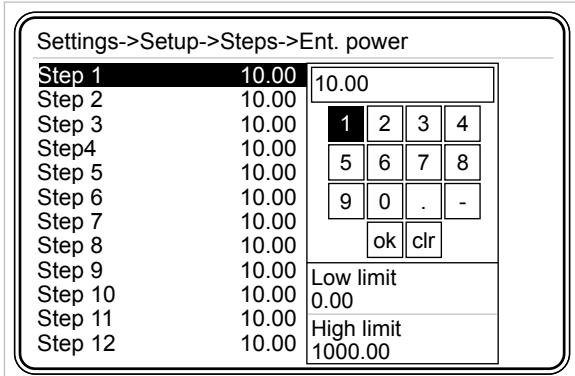 Settings->Setup->Steps->Ent. power
Step 1 10.00
Step 2 10.00
Step 3 10.00
Step4 10.00
Step 5 10.00
Step 6 10.00
Step 7 10.00
Step 8 10.00
Step 9 10.00
Step 10 10.00
Step 11 10.00
Step 12 10.00
10.00
1 2 3 4
5 6 7 8
9 0 . -
ok clr
Low limit
0.00
High limit
1000.00